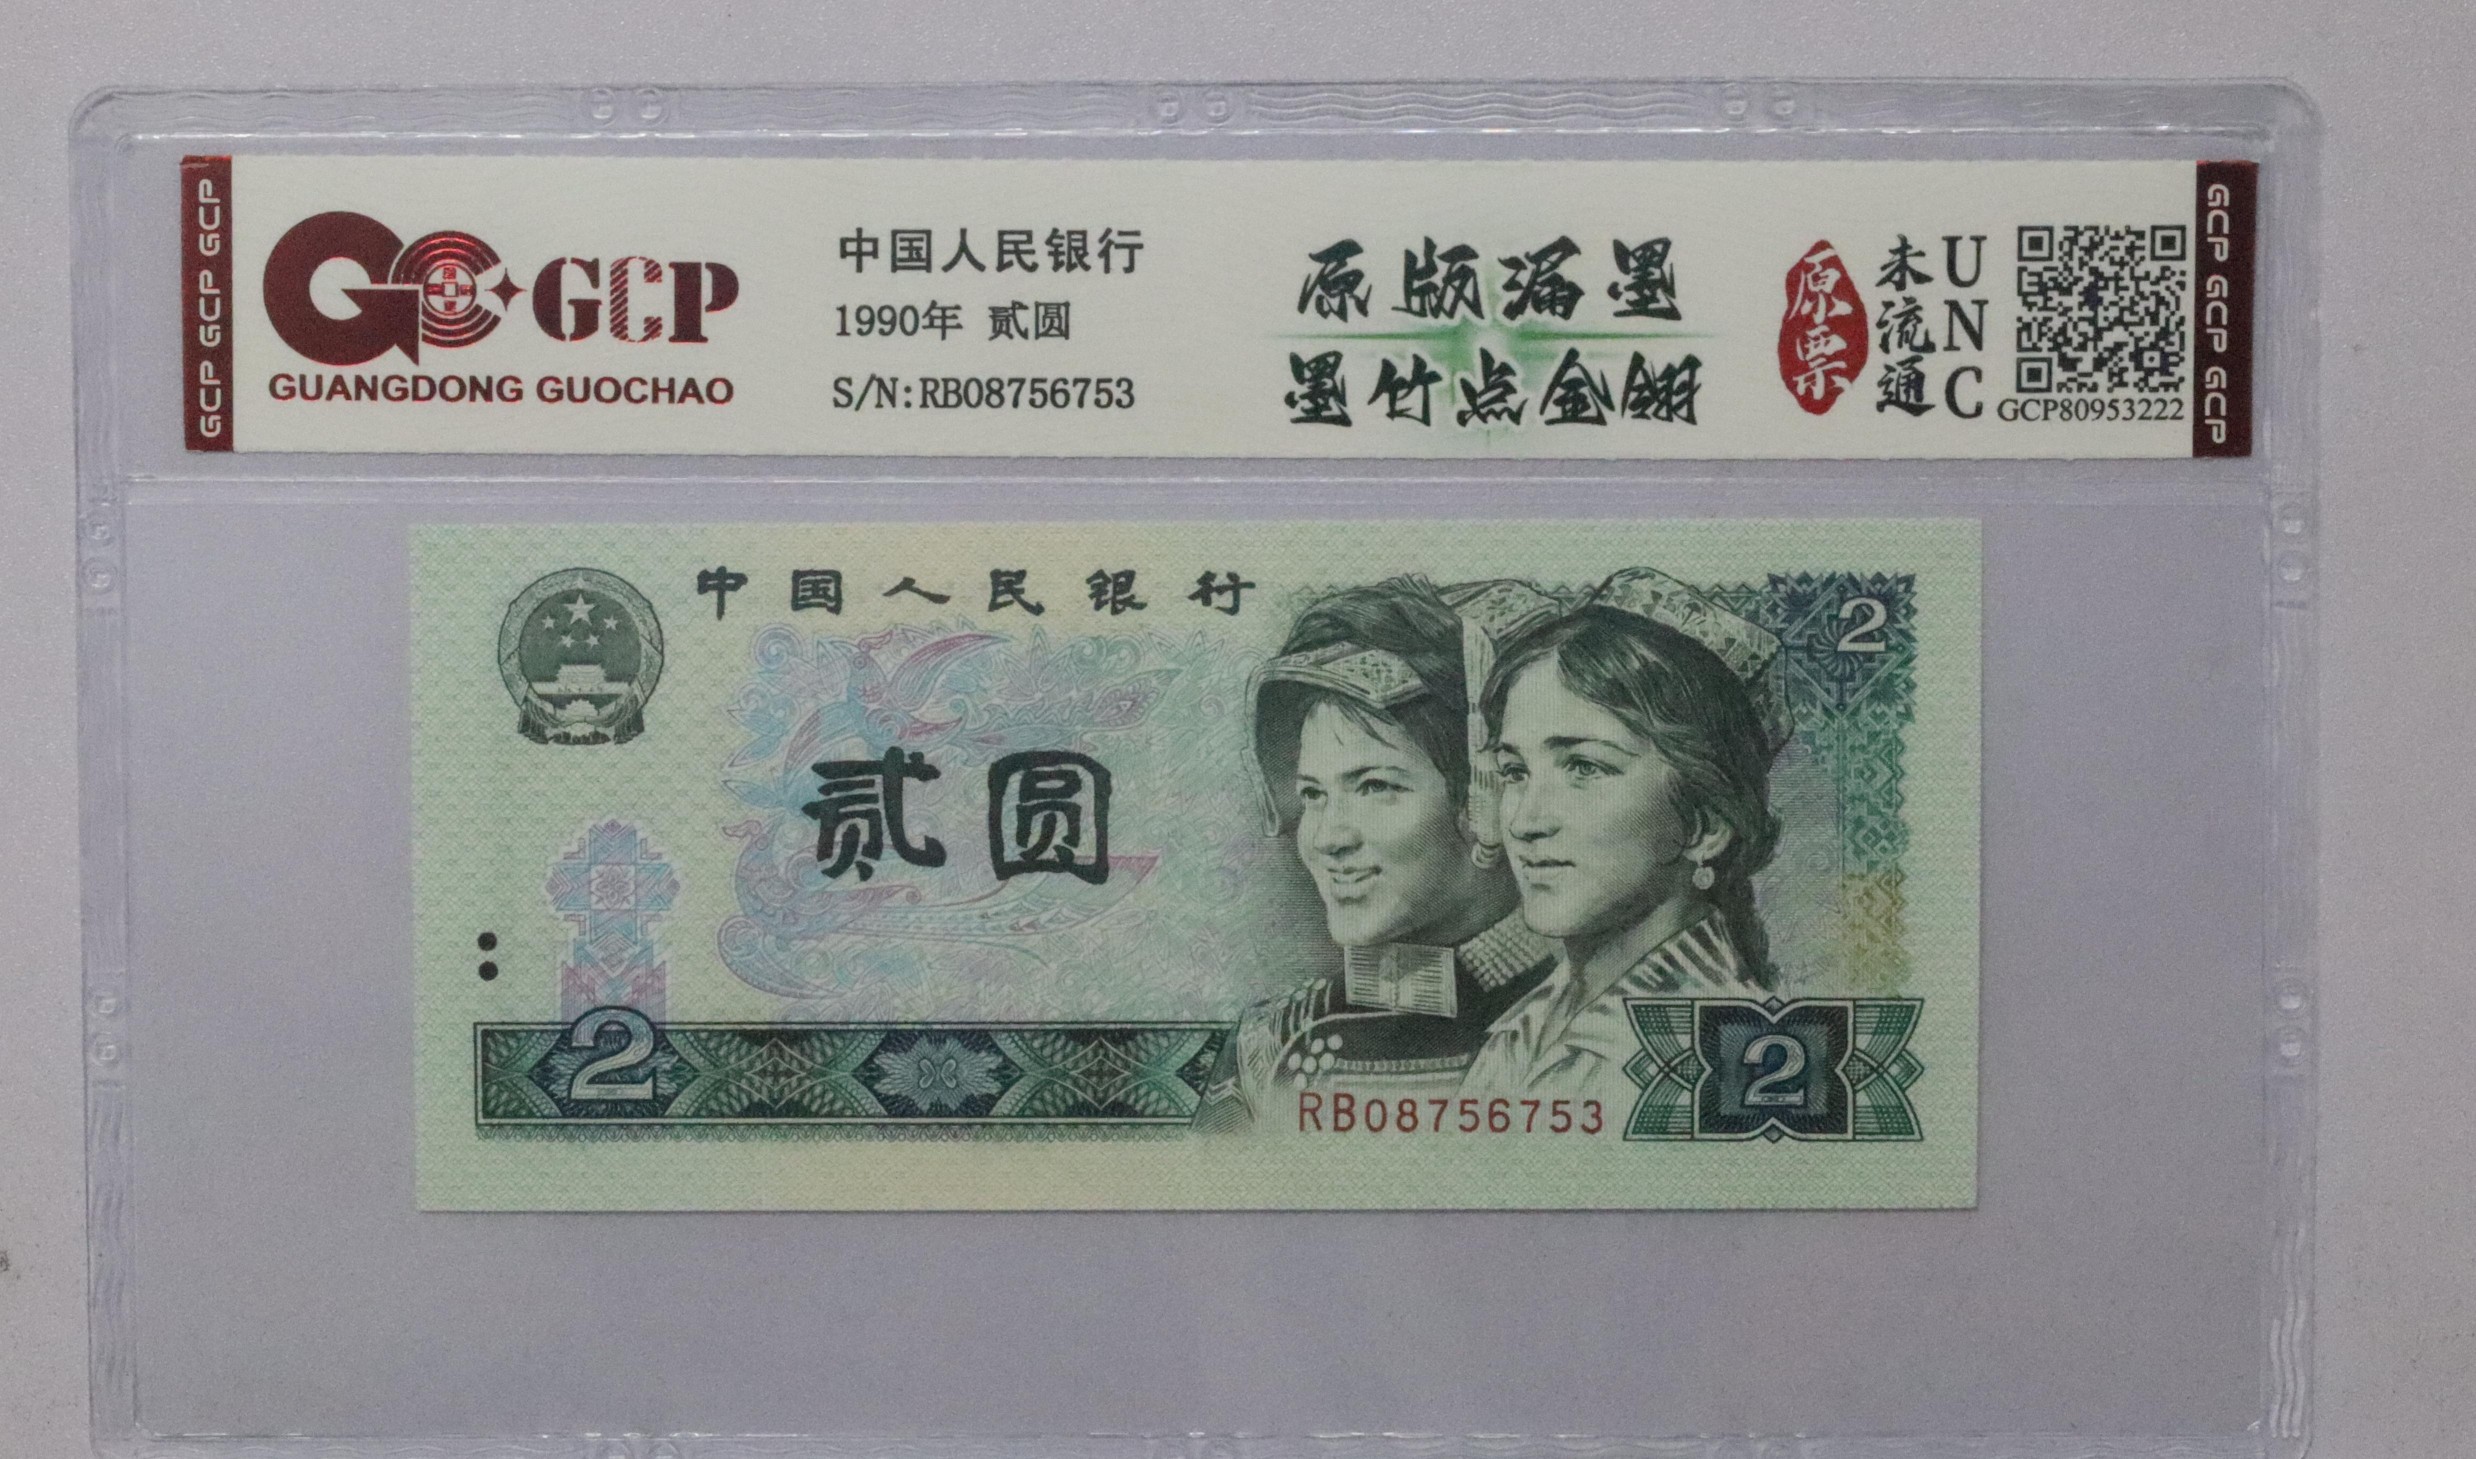 GCP GCP GCP
GCP
GUANGDONG GUOCHAO
中国人民银行
1990年 贰圆
S/N:RB08756753
原版漏墨
墨竹点金翎
原票
未流通
UNC
GCP80953222
GCP GCP GCP
中国人民银行
2
贰圆
2
2
RB08756753